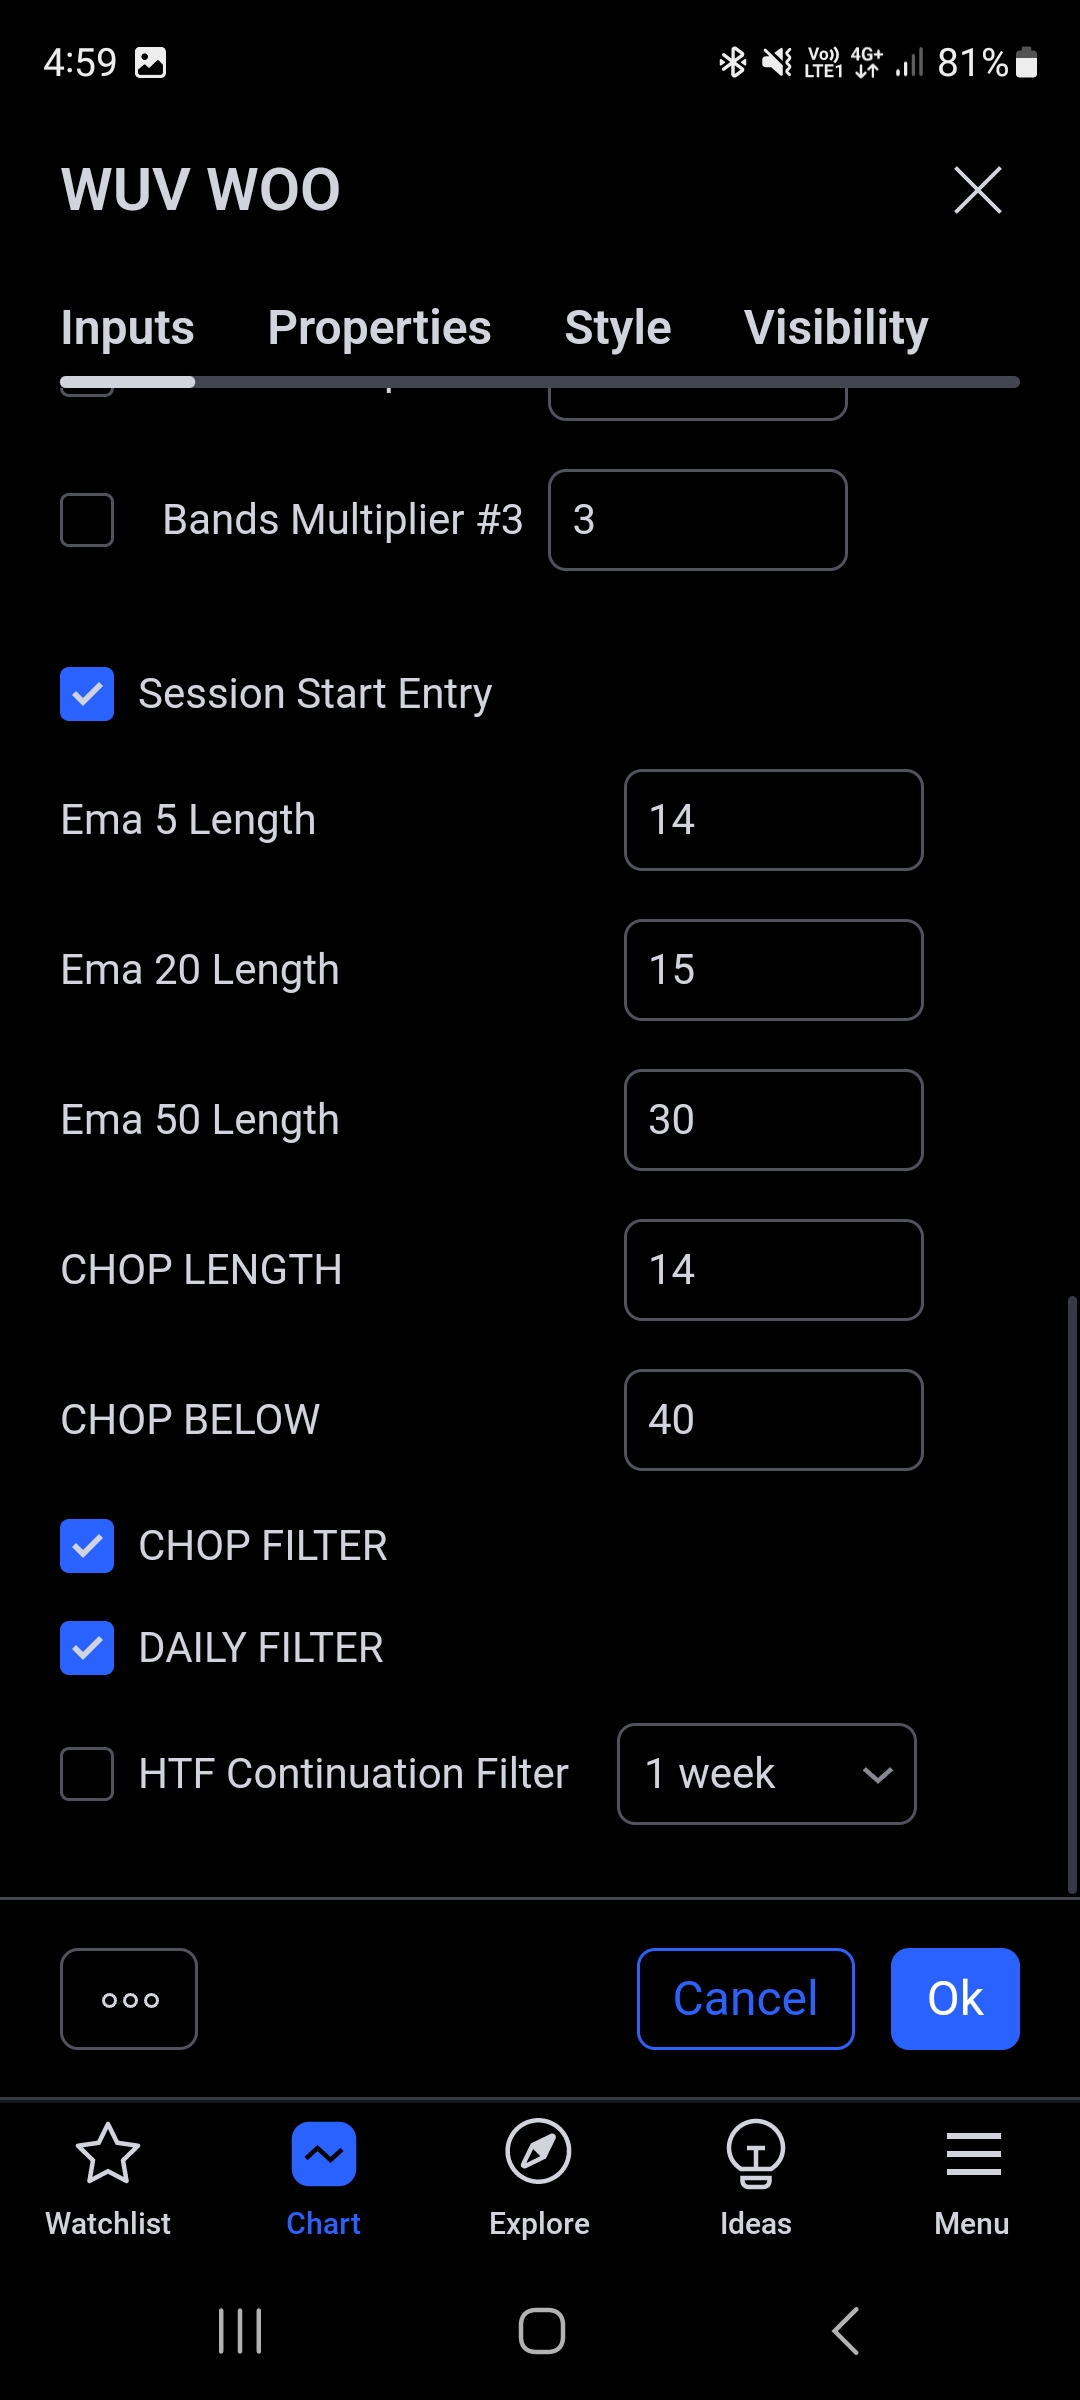 4:59 Vo)) LTE1 4G+ 81%
WUV WOO
Inputs Properties Style Visibility
Bands Multiplier #3 3
Session Start Entry
Ema 5 Length 14
Ema 20 Length 15
Ema 50 Length 30
CHOP LENGTH 14
CHOP BELOW 40
CHOP FILTER
DAILY FILTER
HTF Continuation Filter 1 week
Cancel Ok
Watchlist Chart Explore Ideas Menu